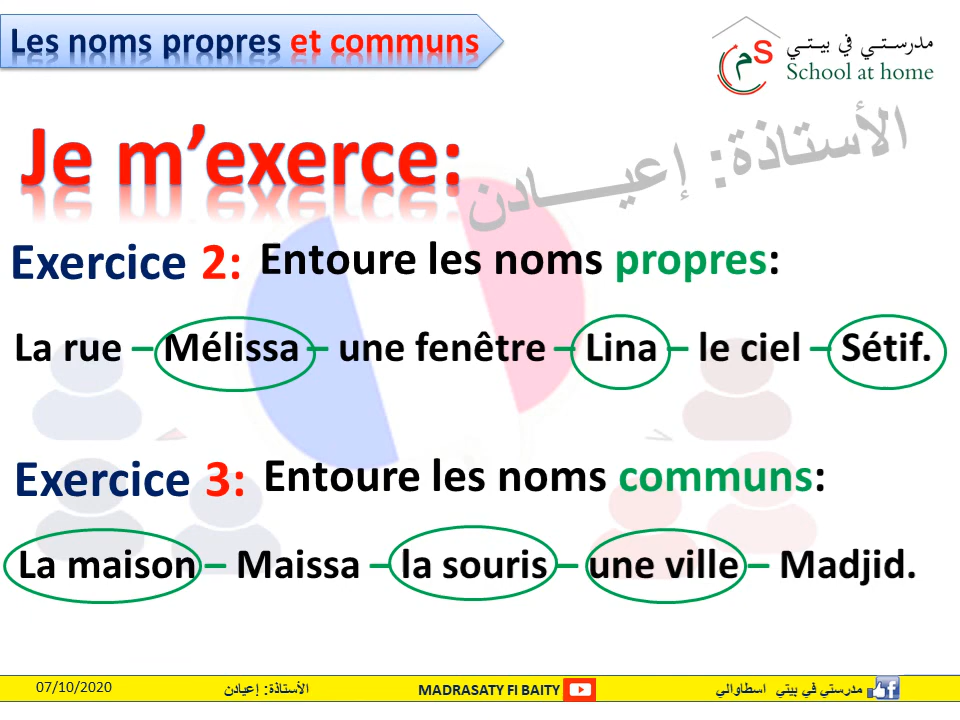 Les noms propres et communs
مدرستي في بيتي
School at home
S م
Je m’exerce:
الأستاذة: إعيادن
Exercice 2: Entoure les noms propres:
La rue – Mélissa – une fenêtre – Lina – le ciel – Sétif.
Exercice 3: Entoure les noms communs:
La maison – Maissa – la souris – une ville – Madjid.
07/10/2020 الأستاذة: إعيادن MADRASATY FI BAITY مدرستي في بيتي اسطاوالي